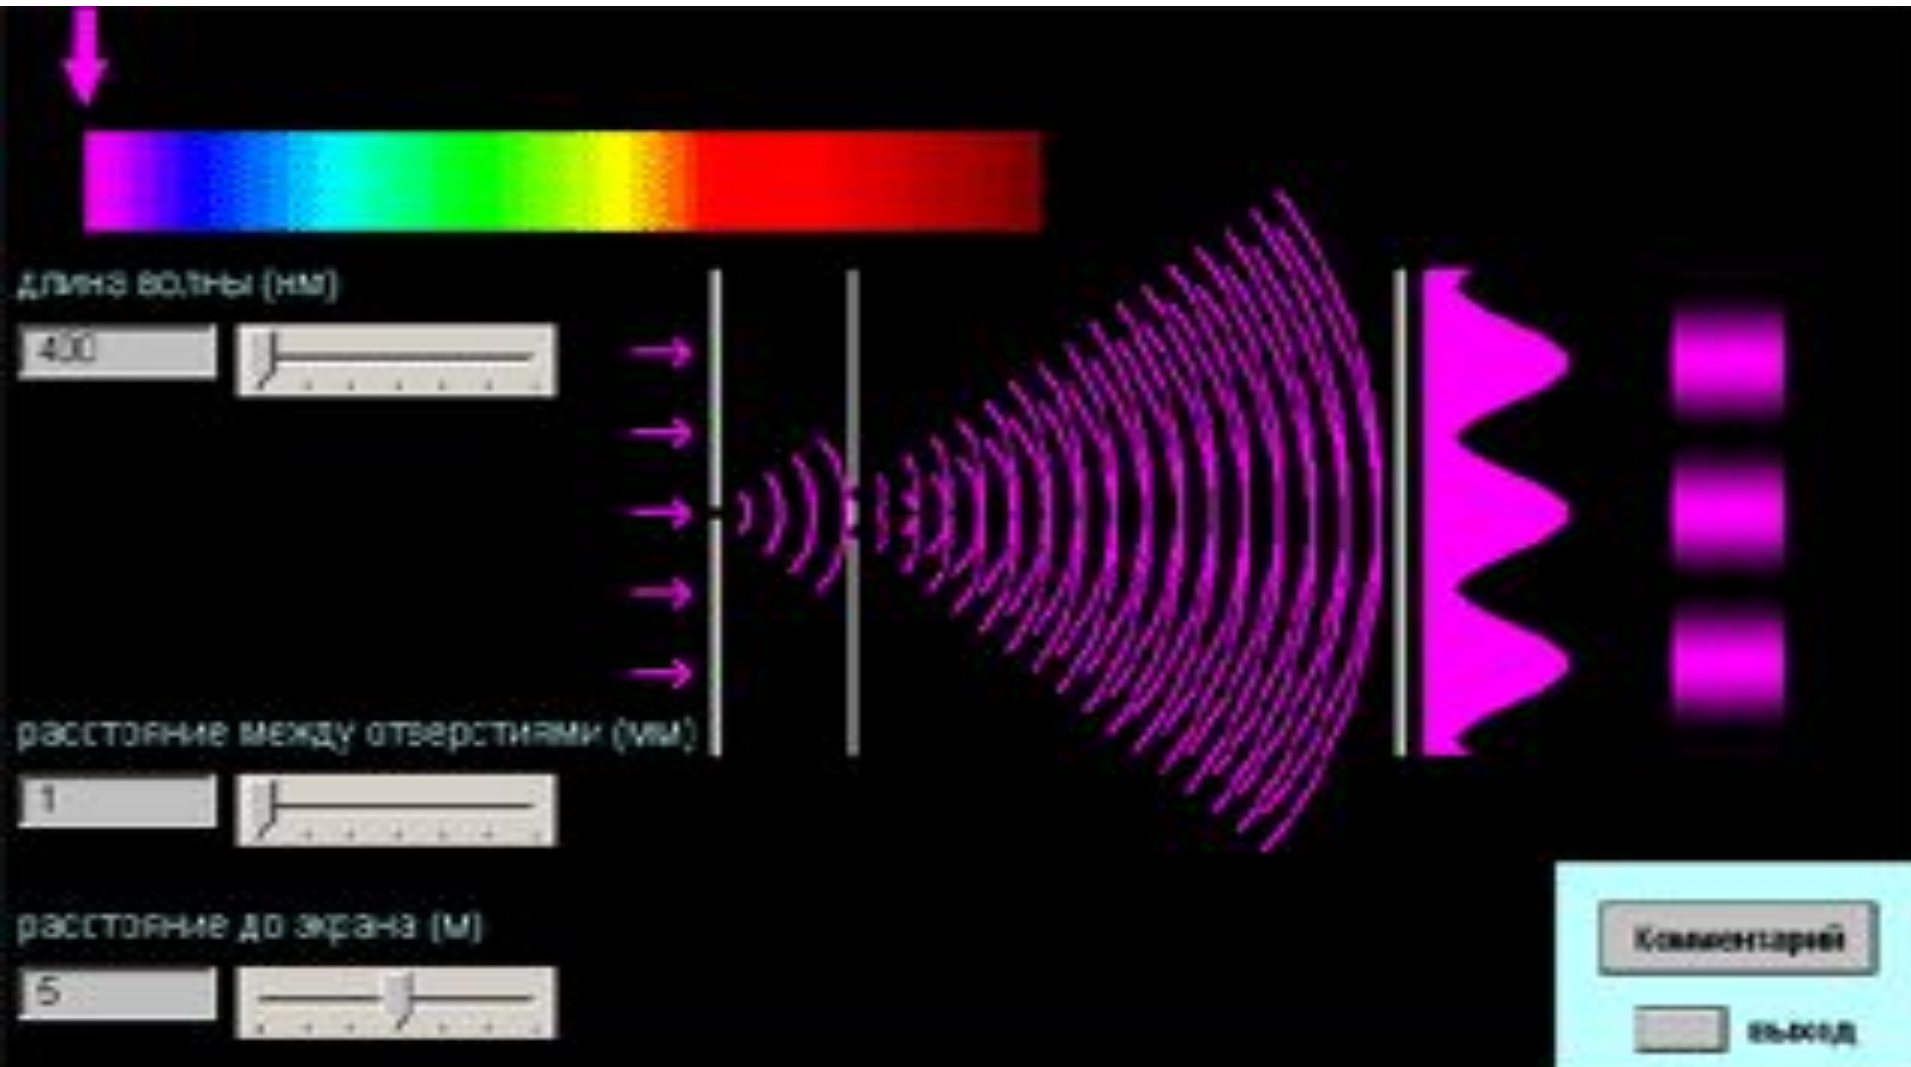 длина волны (нм)
400
расстояние между отверстиями (мм)
1
расстояние до экрана (м)
5
Комментарий
выход